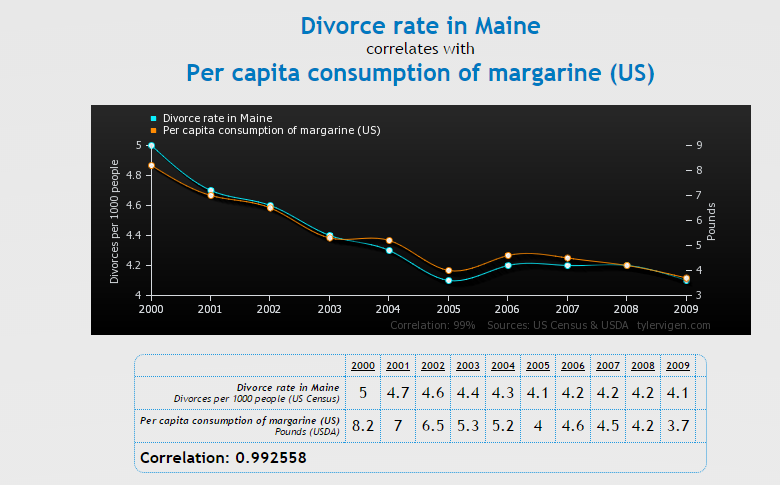 Divorce rate in Maine
correlates with
Per capita consumption of margarine (US)
Divorce rate in Maine
Per capita consumption of margarine (US)
Divorces per 1000 people
5
4.8
4.6
4.4
4.2
4
9
8
7
6
5
4
3
Pounds
2000 2001 2002 2003 2004 2005 2006 2007 2008 2009
Correlation: 99% Sources: US Census & USDA tylervigen.com
2000 2001 2002 2003 2004 2005 2006 2007 2008 2009
Divorce rate in Maine
Divorces per 1000 people (US Census)
5 4.7 4.6 4.4 4.3 4.1 4.2 4.2 4.2 4.1
Per capita consumption of margarine (US)
Pounds (USDA)
8.2 7 6.5 5.3 5.2 4 4.6 4.5 4.2 3.7
Correlation: 0.992558